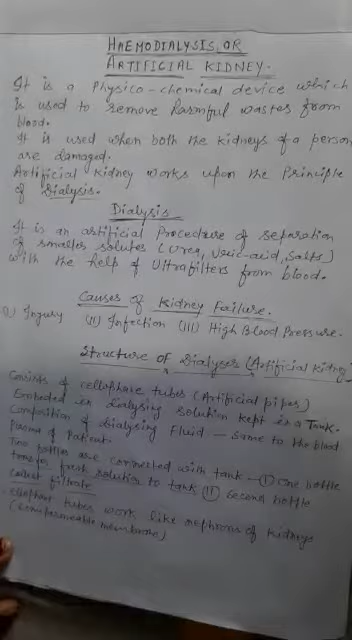 HAEMODIALYSIS OR
ARTIFICIAL KIDNEY.
It is a Physico-chemical device which
is used to remove harmful wastes from
blood.
It is used when both the kidneys of a person
are damaged.
Artificial Kidney works upon the Principle
of Dialysis.
Dialysis
It is an artificial Procedure of separation
of smaller solutes (Urea, Uric-acid, Salts)
with the help of Ultrafilters from blood.
Causes of Kidney Failure.
(I) Injury (II) Infection (III) High Blood Pressure.
Structure of Dialyser (Artificial Kidney
Consists of cellophane tubes (Artificial pipes)
in Dialysing solution kept in a Tank.
Composition of dialysing Fluid - same to the blood
Plasma of Patient.
Two bottles are connected with tank - (I) one bottle
transfer fresh solution to tank (II) Second bottle
collect filtrate
cellophane tubes work like nephrons of kidneys
(Semipermeable membrane)